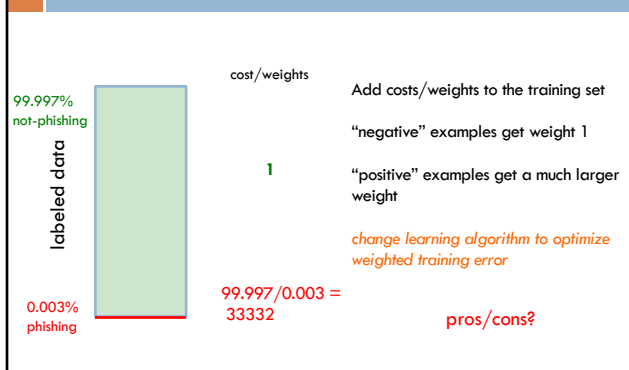 cost/weights
99.997%
not-phishing
labeled data
1
0.003%
phishing
99.997/0.003 =
33332
Add costs/weights to the training set
“negative” examples get weight 1
“positive” examples get a much larger
weight
change learning algorithm to optimize
weighted training error
pros/cons?